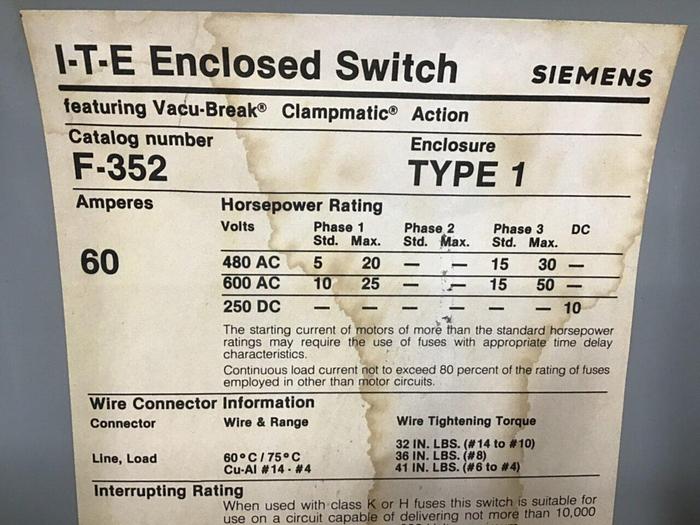 I-T-E Enclosed Switch SIEMENS
featuring Vacu-Break® Clampmatic® Action
Catalog number Enclosure
F-352 TYPE 1
Amperes Horsepower Rating
Volts Phase 1 Phase 2 Phase 3 DC
Std. Max. Std. Max. Std. Max.
60 480 AC 5 20 — — 15 30 —
600 AC 10 25 — — 15 50 —
250 DC — — — — — — 10
The starting current of motors of more than the standard horsepower
ratings may require the use of fuses with appropriate time delay
characteristics.
Continuous load current not to exceed 80 percent of the rating of fuses
employed in other than motor circuits.
Wire Connector Information
Connector Wire & Range Wire Tightening Torque
32 IN. LBS. (#14 to #10)
Line, Load 60°C/75°C 36 IN. LBS. (#8)
Cu-Al #14 - #4 41 IN. LBS. (#6 to #4)
Interrupting Rating
When used with class K or H fuses this switch is suitable for
use on a circuit capable of delivering not more than 10,000